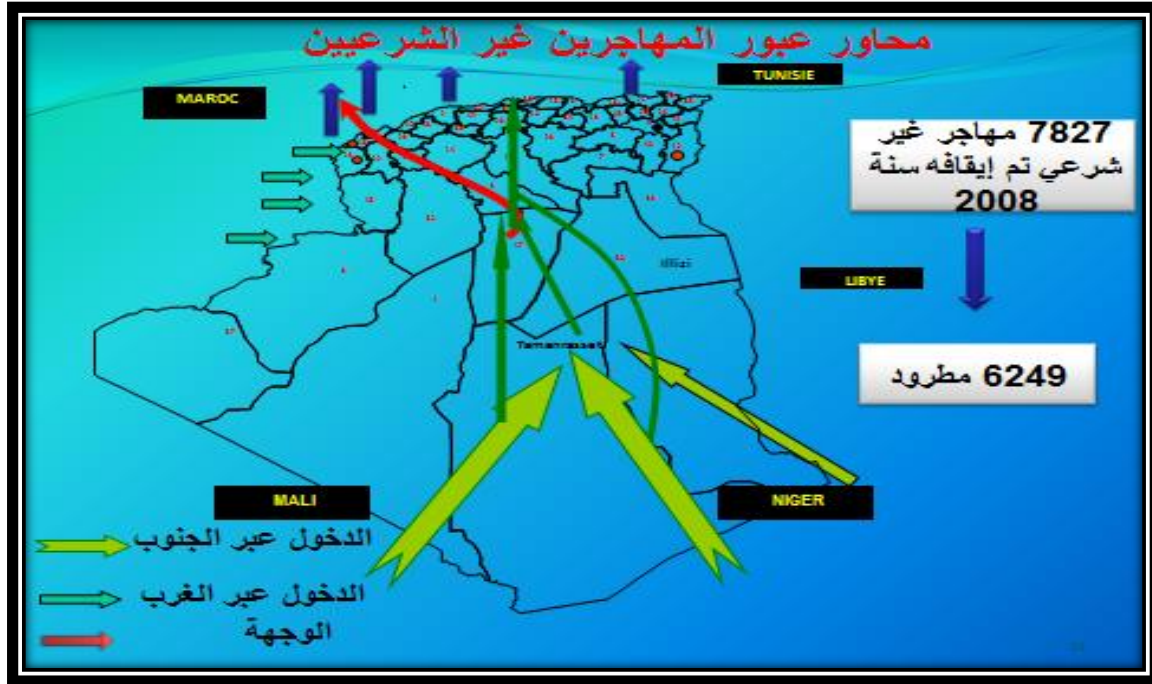 محاور عبور المهاجرين غير الشرعيين
TUNISIE
MAROC
7827 مهاجر غير
شرعي تم إيقافه سنة
2008
Illizi
LIBYE
Tamanrasset
6249 مطرود
MALI
NIGER
الدخول عبر الجنوب
الدخول عبر الغرب
الوجهة